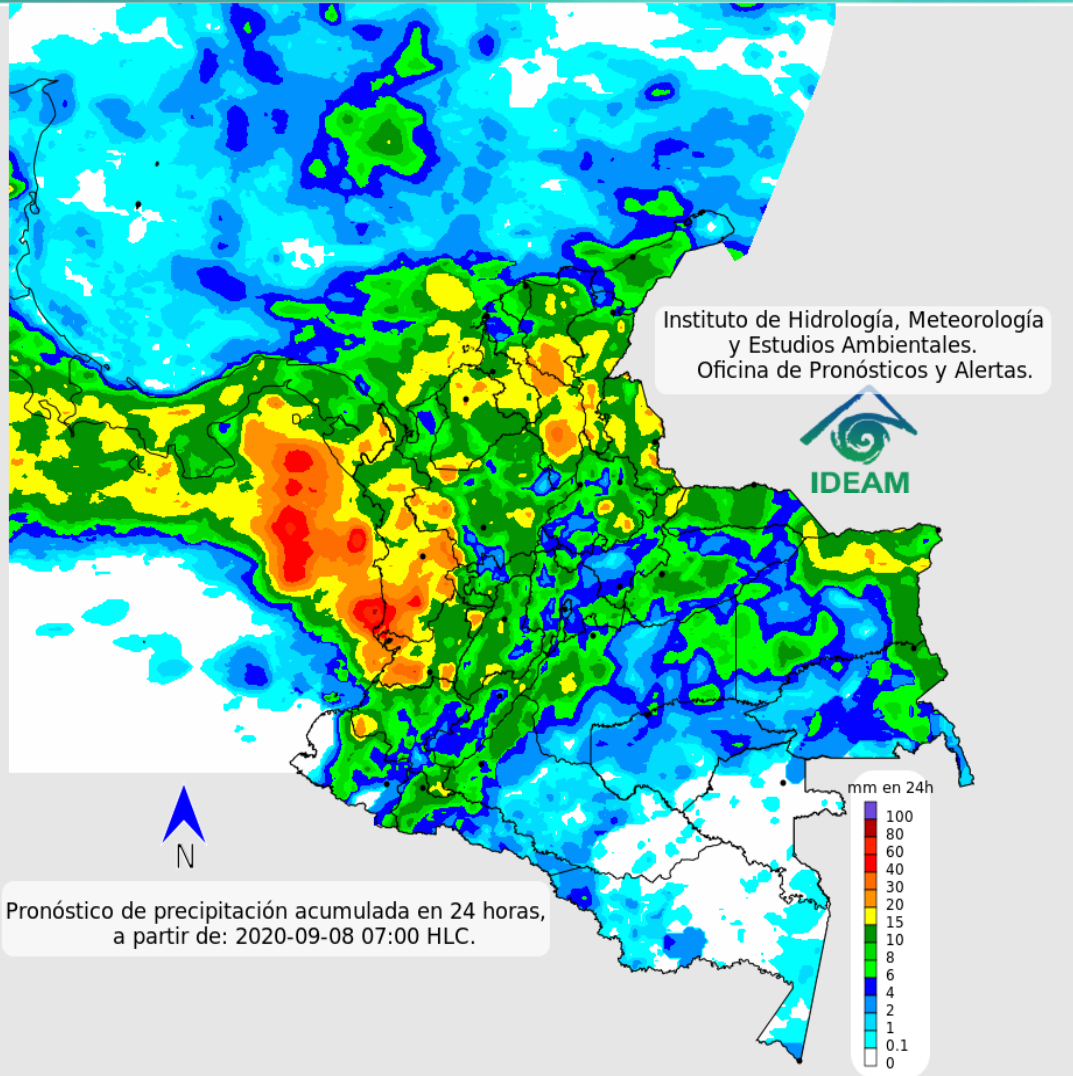 Instituto de Hidrología, Meteorología
y Estudios Ambientales.
Oficina de Pronósticos y Alertas.
IDEAM
mm en 24h
100
80
60
40
30
20
15
10
8
6
4
2
1
0.1
0
N
Pronóstico de precipitación acumulada en 24 horas,
a partir de: 2020-09-08 07:00 HLC.